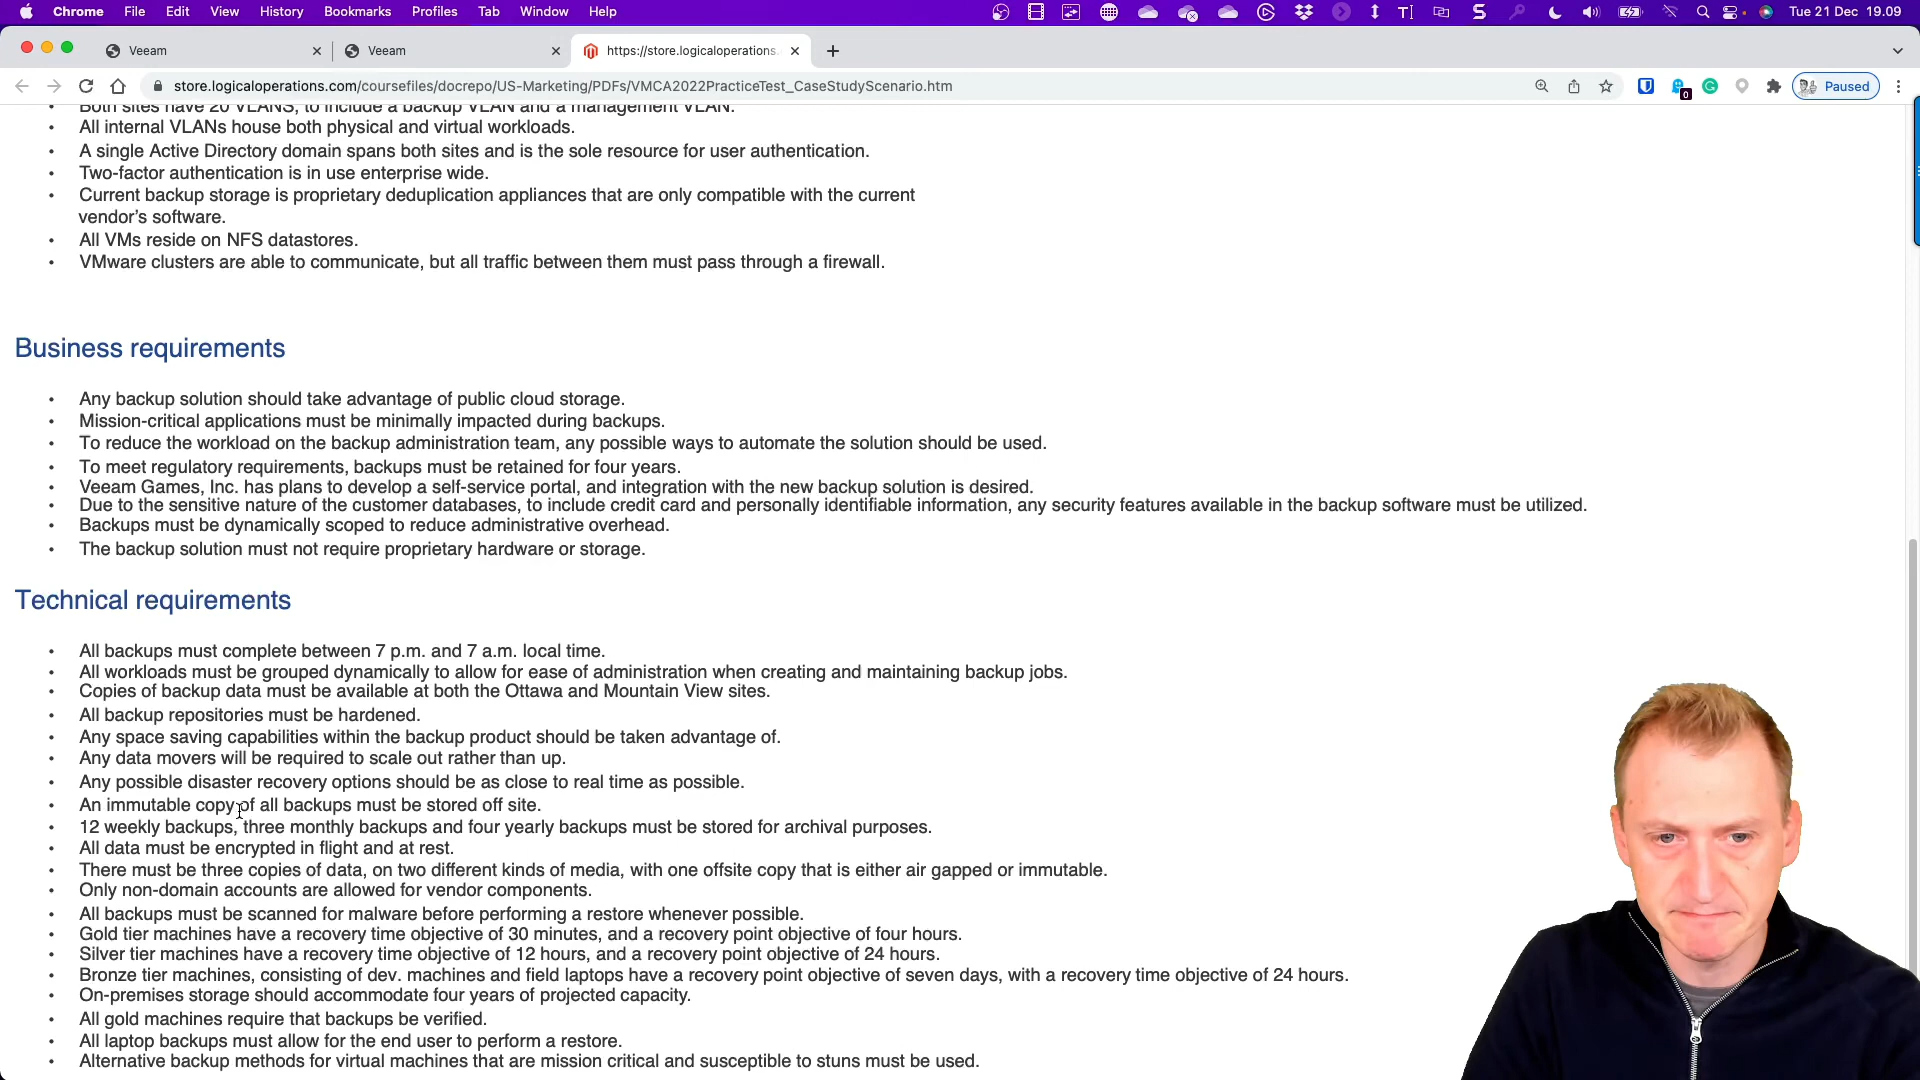 Chrome File Edit View History Bookmarks Profiles Tab Window Help Tue 21 Dec 19.09
Veeam Veeam https://store.logicaloperations.
store.logicaloperations.com/coursefiles/docrepo/US-Marketing/PDFs/VMCA2022PracticeTest_CaseStudyScenario.htm 0 Paused
• Both sites have 20 VLANS, to include a backup VLAN and a management VLAN.
• All internal VLANs house both physical and virtual workloads.
• A single Active Directory domain spans both sites and is the sole resource for user authentication.
• Two-factor authentication is in use enterprise wide.
• Current backup storage is proprietary deduplication appliances that are only compatible with the current
vendor’s software.
• All VMs reside on NFS datastores.
• VMware clusters are able to communicate, but all traffic between them must pass through a firewall.
Business requirements
• Any backup solution should take advantage of public cloud storage.
• Mission-critical applications must be minimally impacted during backups.
• To reduce the workload on the backup administration team, any possible ways to automate the solution should be used.
• To meet regulatory requirements, backups must be retained for four years.
• Veeam Games, Inc. has plans to develop a self-service portal, and integration with the new backup solution is desired.
• Due to the sensitive nature of the customer databases, to include credit card and personally identifiable information, any security features available in the backup software must be utilized.
• Backups must be dynamically scoped to reduce administrative overhead.
• The backup solution must not require proprietary hardware or storage.
Technical requirements
• All backups must complete between 7 p.m. and 7 a.m. local time.
• All workloads must be grouped dynamically to allow for ease of administration when creating and maintaining backup jobs.
• Copies of backup data must be available at both the Ottawa and Mountain View sites.
• All backup repositories must be hardened.
• Any space saving capabilities within the backup product should be taken advantage of.
• Any data movers will be required to scale out rather than up.
• Any possible disaster recovery options should be as close to real time as possible.
• An immutable copy of all backups must be stored off site.
• 12 weekly backups, three monthly backups and four yearly backups must be stored for archival purposes.
• All data must be encrypted in flight and at rest.
• There must be three copies of data, on two different kinds of media, with one offsite copy that is either air gapped or immutable.
• Only non-domain accounts are allowed for vendor components.
• All backups must be scanned for malware before performing a restore whenever possible.
• Gold tier machines have a recovery time objective of 30 minutes, and a recovery point objective of four hours.
• Silver tier machines have a recovery time objective of 12 hours, and a recovery point objective of 24 hours.
• Bronze tier machines, consisting of dev. machines and field laptops have a recovery point objective of seven days, with a recovery time objective of 24 hours.
• On-premises storage should accommodate four years of projected capacity.
• All gold machines require that backups be verified.
• All laptop backups must allow for the end user to perform a restore.
• Alternative backup methods for virtual machines that are mission critical and susceptible to stuns must be used.